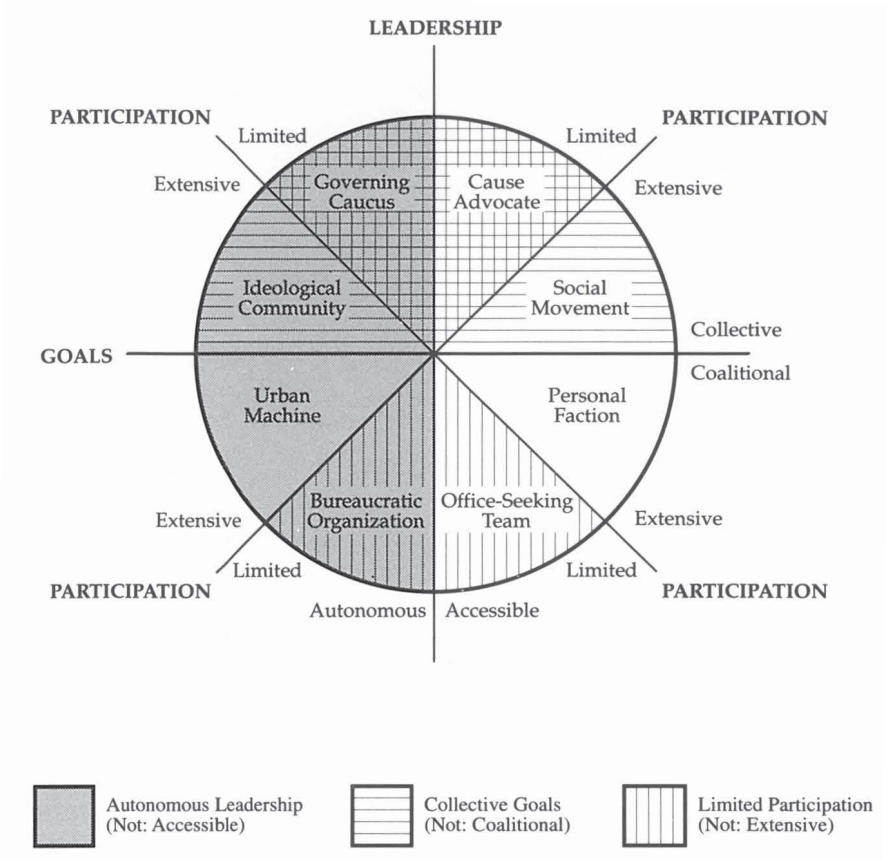 LEADERSHIP
PARTICIPATION
PARTICIPATION
Limited
Limited
Extensive
Governing
Caucus
Cause
Advocate
Extensive
Ideological
Community
Social
Movement
Collective
GOALS
Coalitional
Urban
Machine
Personal
Faction
Bureaucratic
Organization
Office-Seeking
Team
Extensive
Extensive
Limited
Limited
PARTICIPATION
PARTICIPATION
Autonomous
Accessible
Autonomous Leadership
(Not: Accessible)
Collective Goals
(Not: Coalitional)
Limited Participation
(Not: Extensive)